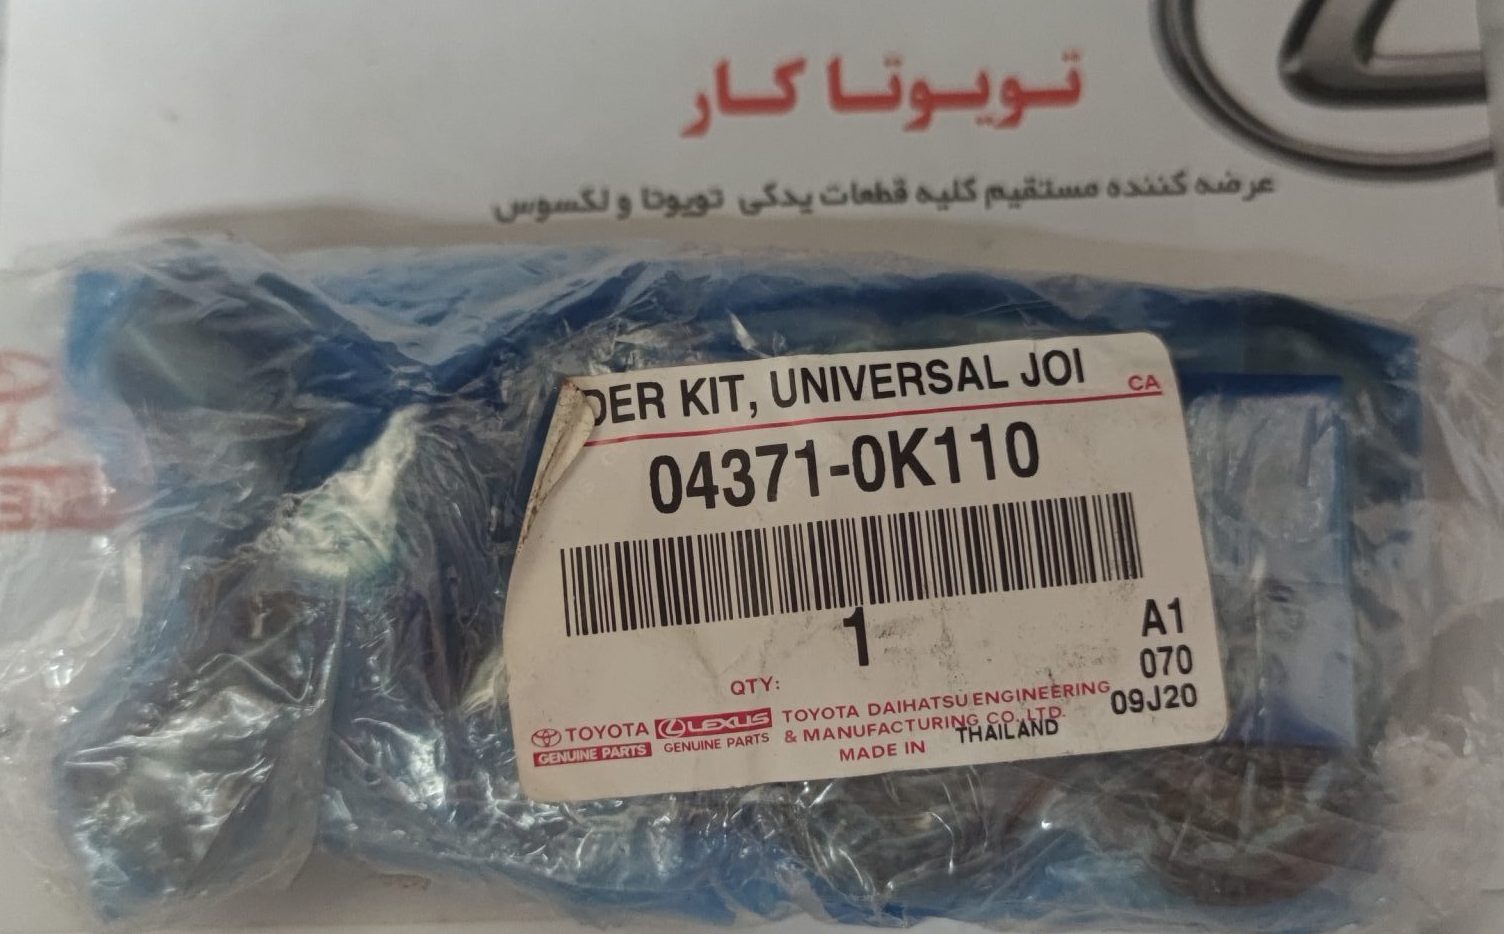 تویوتا کار
عرضه کننده مستقیم کلیه قطعات یدکی تویوتا و لکسوس
DER KIT, UNIVERSAL JOI
CA
04371-0K110
1
A1
070
09J20
QTY:
TOYOTA
GENUINE PARTS
LEXUS
GENUINE PARTS
TOYOTA DAIHATSU ENGINEERING
& MANUFACTURING CO.,LTD.
MADE IN THAILAND